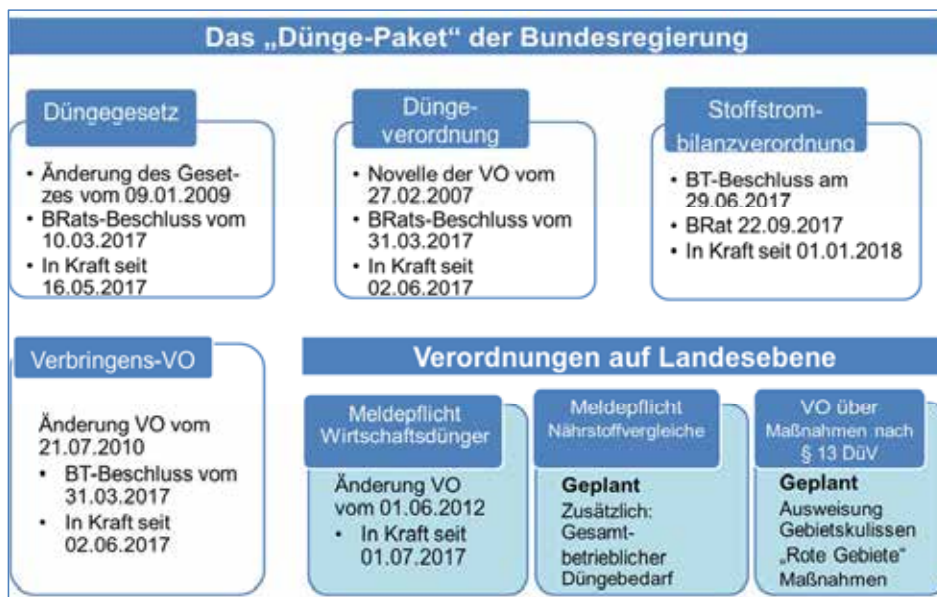 Das „Dünge-Paket“ der Bundesregierung
Düngegesetz
• Änderung des Geset-
zes vom 09.01.2009
• BRats-Beschluss vom
10.03.2017
• In Kraft seit
16.05.2017
Dünge-
verordnung
• Novelle der VO vom
27.02.2007
• BRats-Beschluss vom
31.03.2017
• In Kraft seit
02.06.2017
Stoffstrom-
bilanzverordnung
• BT-Beschluss am
29.06.2017
• BRat 22.09.2017
• In Kraft seit 01.01.2018
Verbringens-VO
Änderung VO vom
21.07.2010
• BT-Beschluss vom
31.03.2017
• In Kraft seit
02.06.2017
Verordnungen auf Landesebene
Meldepflicht
Wirtschaftsdünger
Änderung VO
vom 01.06.2012
• In Kraft seit
01.07.2017
Meldepflicht
Nährstoffvergleiche
Geplant
Zusätzlich:
Gesamt-
betrieblicher
Düngebedarf
VO über
Maßnahmen nach
§ 13 DüV
Geplant
Ausweisung
Gebietskulissen
„Rote Gebiete“
Maßnahmen